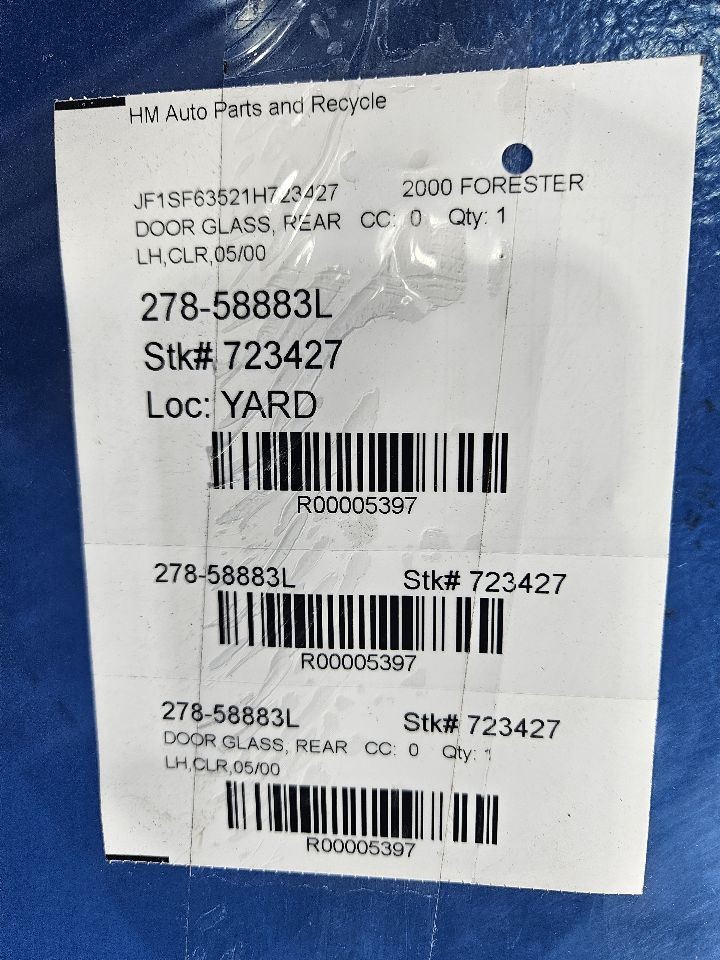 HM Auto Parts and Recycle
JF1SF63521H723427 2000 FORESTER
DOOR GLASS, REAR CC: 0 Qty: 1
LH,CLR,05/00
278-58883L
Stk# 723427
Loc: YARD
R00005397
278-58883L Stk# 723427
R00005397
278-58883L Stk# 723427
DOOR GLASS, REAR CC: 0 Qty: 1
LH,CLR,05/00
R00005397